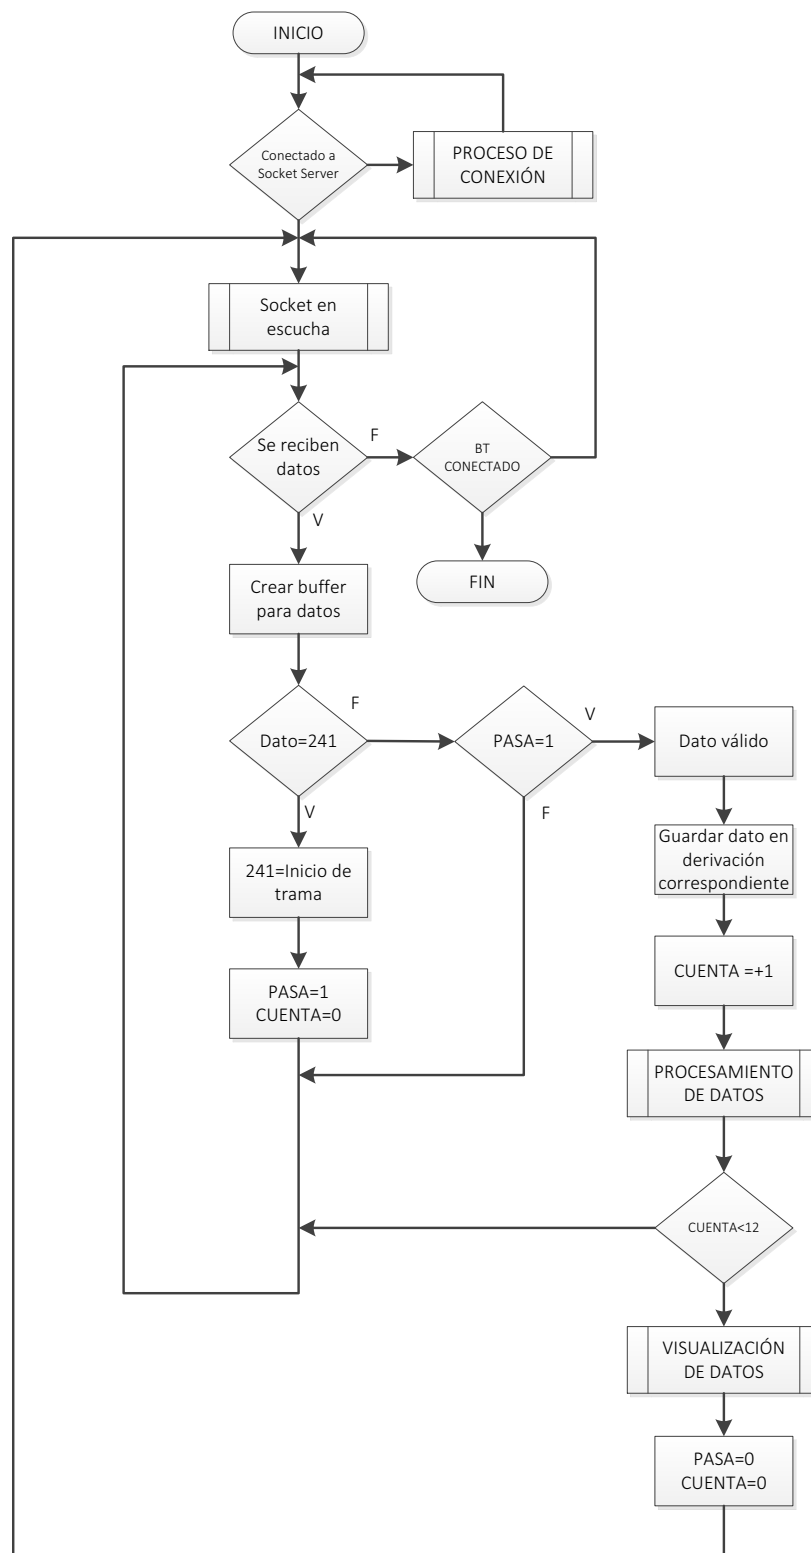 INICIO
Conectado a
Socket Server
PROCESO DE
CONEXIÓN
Socket en
escucha
Se reciben
datos
F
V
BT
CONECTADO
FIN
Crear buffer
para datos
Dato=241
F
V
PASA=1
V
F
Dato válido
Guardar dato en
derivación
correspondiente
241=Inicio de
trama
CUENTA =+1
PASA=1
CUENTA=0
PROCESAMIENTO
DE DATOS
CUENTA<12
VISUALIZACIÓN
DE DATOS
PASA=0
CUENTA=0